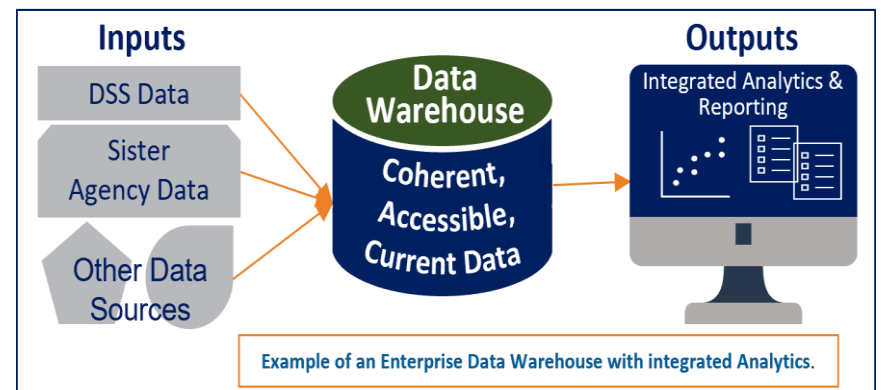 Inputs
DSS Data
Sister
Agency Data
Other Data
Sources
Data
Warehouse
Coherent,
Accessible,
Current Data
Outputs
Integrated Analytics &
Reporting
Example of an Enterprise Data Warehouse with integrated Analytics.